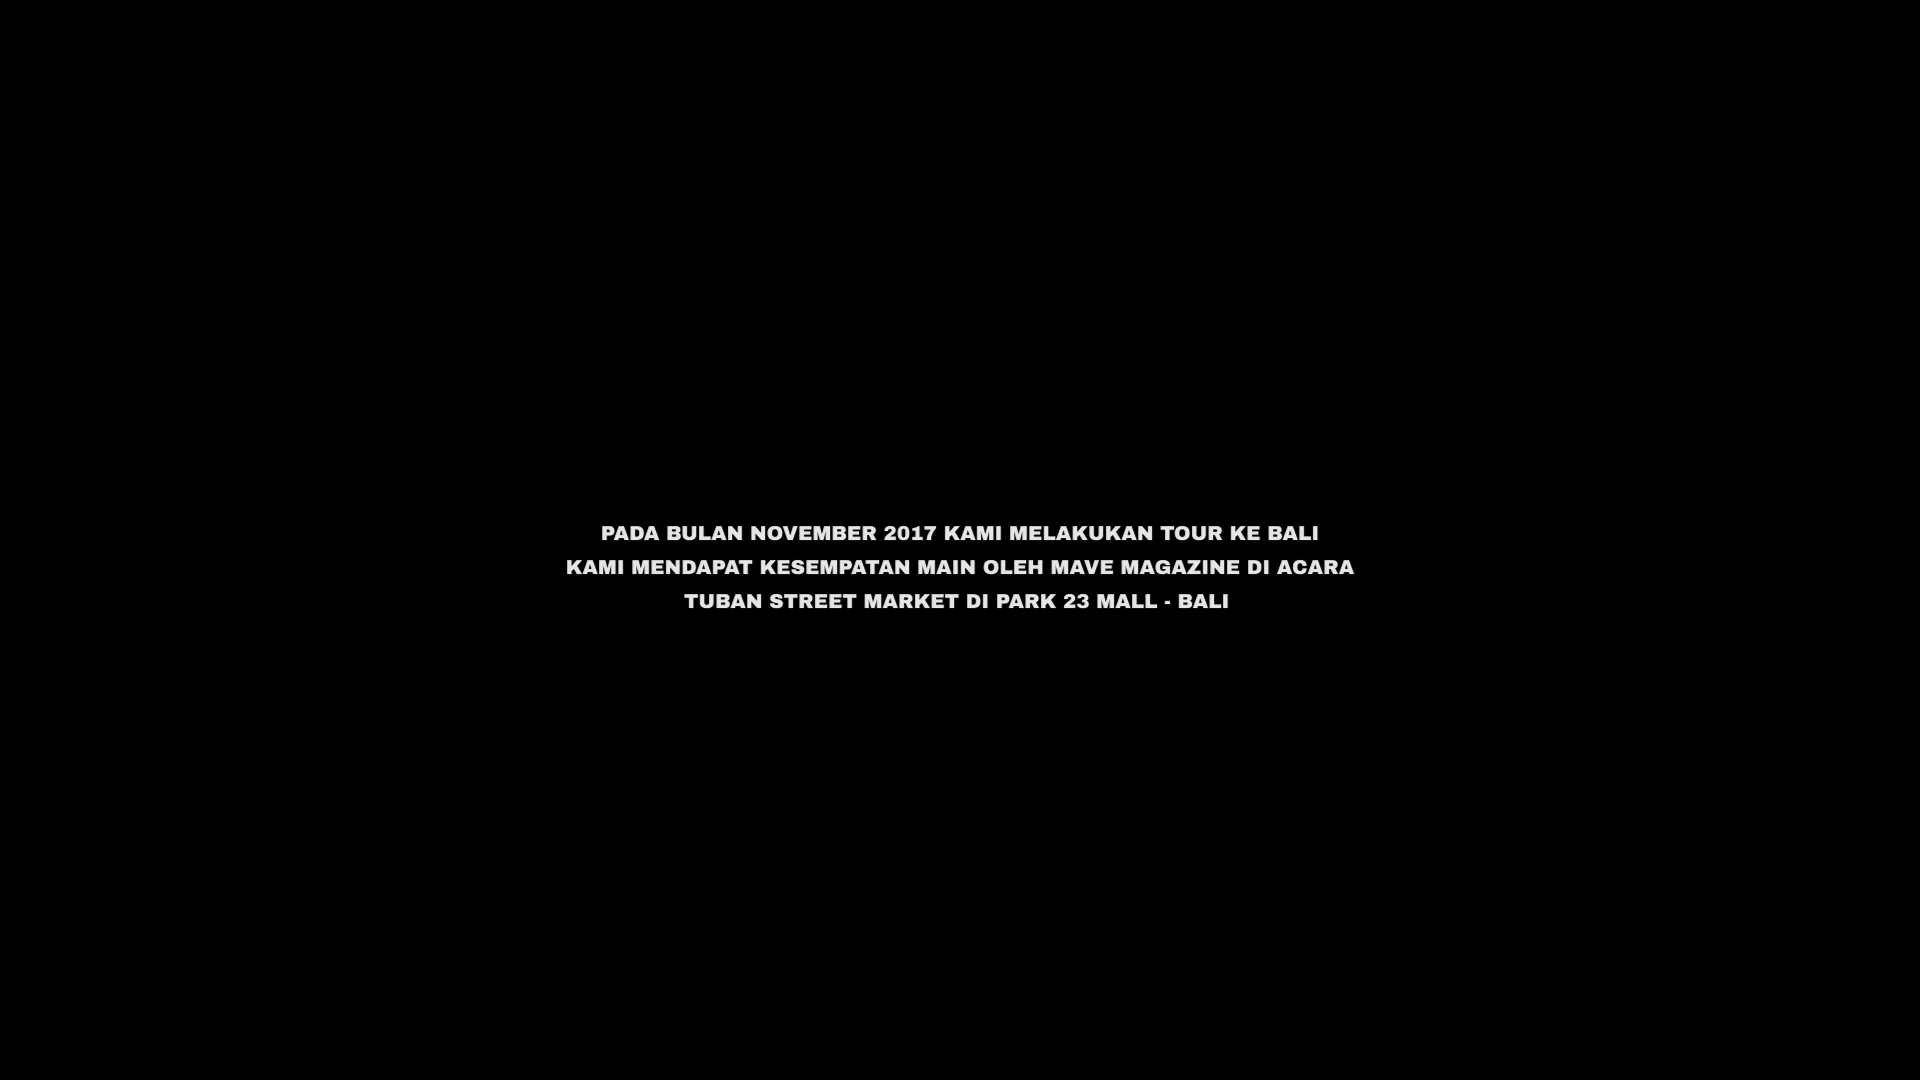 PADA BULAN NOVEMBER 2017 KAMI MELAKUKAN TOUR KE BALI
KAMI MENDAPAT KESEMPATAN MAIN OLEH MAVE MAGAZINE DI ACARA
TUBAN STREET MARKET DI PARK 23 MALL - BALI